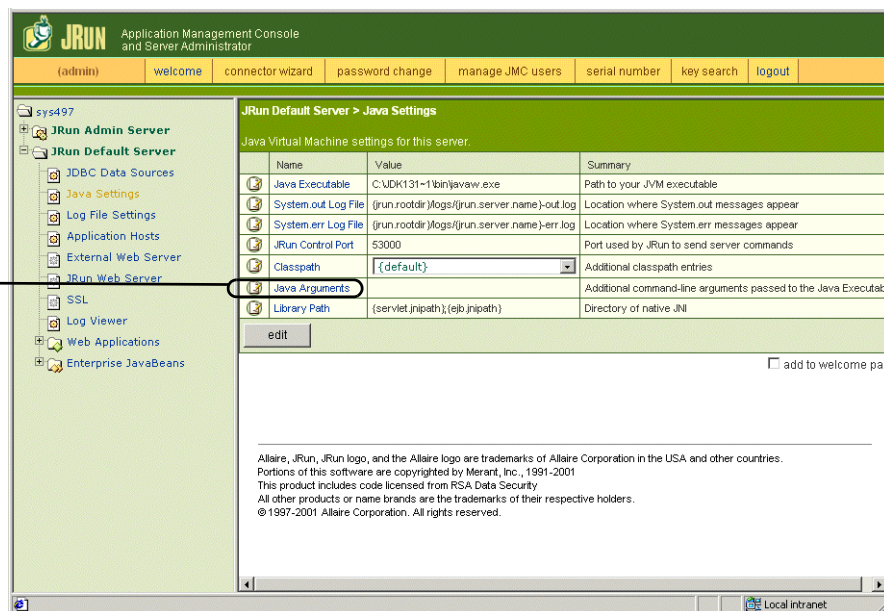 JRUN
Application Management Console
and Server Administrator
(admin) welcome connector wizard password change manage JMC users serial number key search logout
sys497
JRun Admin Server
JRun Default Server
JDBC Data Sources
Java Settings
Log File Settings
Application Hosts
External Web Server
JRun Web Server
SSL
Log Viewer
Web Applications
Enterprise JavaBeans
JRun Default Server > Java Settings
Java Virtual Machine settings for this server.
Name Value Summary
Java Executable C:\JDK131~1\bin\javaw.exe Path to your JVM executable
System.out Log File {jrun.rootdir}/logs/{jrun.server.name}-out.log Location where System.out messages appear
System.err Log File {jrun.rootdir}/logs/{jrun.server.name}-err.log Location where System.err messages appear
JRun Control Port 53000 Port used by JRun to send server commands
Classpath {default} Additional classpath entries
Java Arguments Additional command-line arguments passed to the Java Executab
Library Path {servlet.jnipath};{ejb.jnipath} Directory of native JNI
edit
add to welcome pa
Allaire, JRun, JRun logo, and the Allaire logo are trademarks of Allaire Corporation in the USA and other countries.
Portions of this software are copyrighted by Merant, Inc., 1991-2001
This product includes code licensed from RSA Data Security
All other products or name brands are the trademarks of their respective holders.
© 1997-2001 Allaire Corporation. All rights reserved.
Local intranet